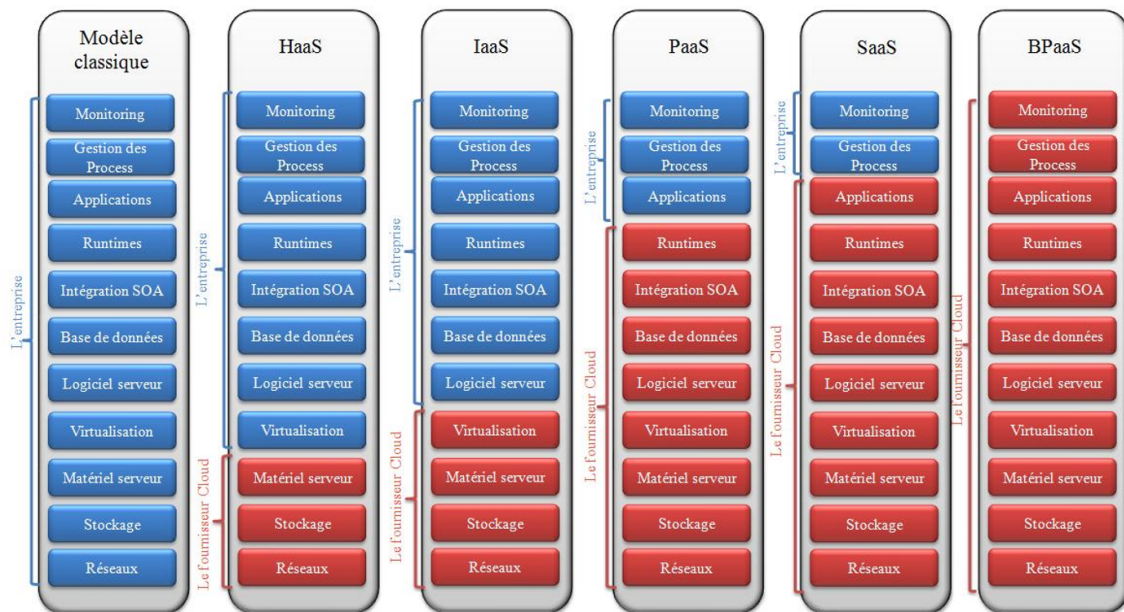 Modèle
classique
L'entreprise
Monitoring
Gestion des
Process
Applications
Runtimes
Intégration SOA
Base de données
Logiciel serveur
Virtualisation
Matériel serveur
Stockage
Réseaux
HaaS
L'entreprise
Le fournisseur Cloud
Monitoring
Gestion des
Process
Applications
Runtimes
Intégration SOA
Base de données
Logiciel serveur
Virtualisation
Matériel serveur
Stockage
Réseaux
IaaS
L'entreprise
Le fournisseur Cloud
Monitoring
Gestion des
Process
Applications
Runtimes
Intégration SOA
Base de données
Logiciel serveur
Virtualisation
Matériel serveur
Stockage
Réseaux
PaaS
L'entreprise
Le fournisseur Cloud
Monitoring
Gestion des
Process
Applications
Runtimes
Intégration SOA
Base de données
Logiciel serveur
Virtualisation
Matériel serveur
Stockage
Réseaux
SaaS
L'entreprise
Le fournisseur Cloud
Monitoring
Gestion des
Process
Applications
Runtimes
Intégration SOA
Base de données
Logiciel serveur
Virtualisation
Matériel serveur
Stockage
Réseaux
BPaaS
Le fournisseur Cloud
Monitoring
Gestion des
Process
Applications
Runtimes
Intégration SOA
Base de données
Logiciel serveur
Virtualisation
Matériel serveur
Stockage
Réseaux